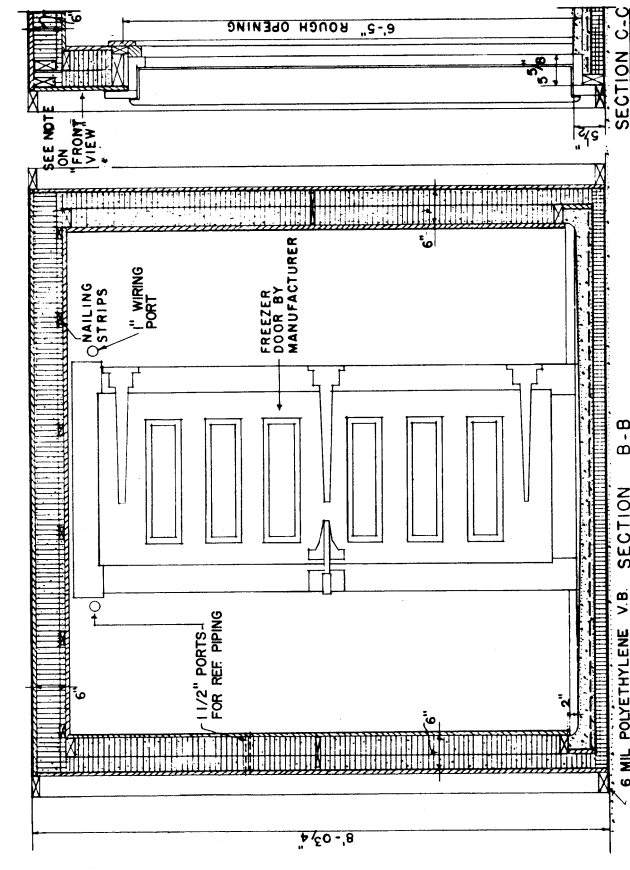 6"
6'-5" ROUGH OPENING
5 5/8"
5 1/2"
SECTION C-C
SEE NOTE
ON
"FRONT
VIEW"
NAILING
STRIPS
1" WIRING
PORT
FREEZER
DOOR BY
MANUFACTURER
6"
6"
1 1/2" PORTS-
FOR REF. PIPING
6"
2"
8'-0 3/4"
6 MIL POLYETHYLENE V.B.
SECTION B-B